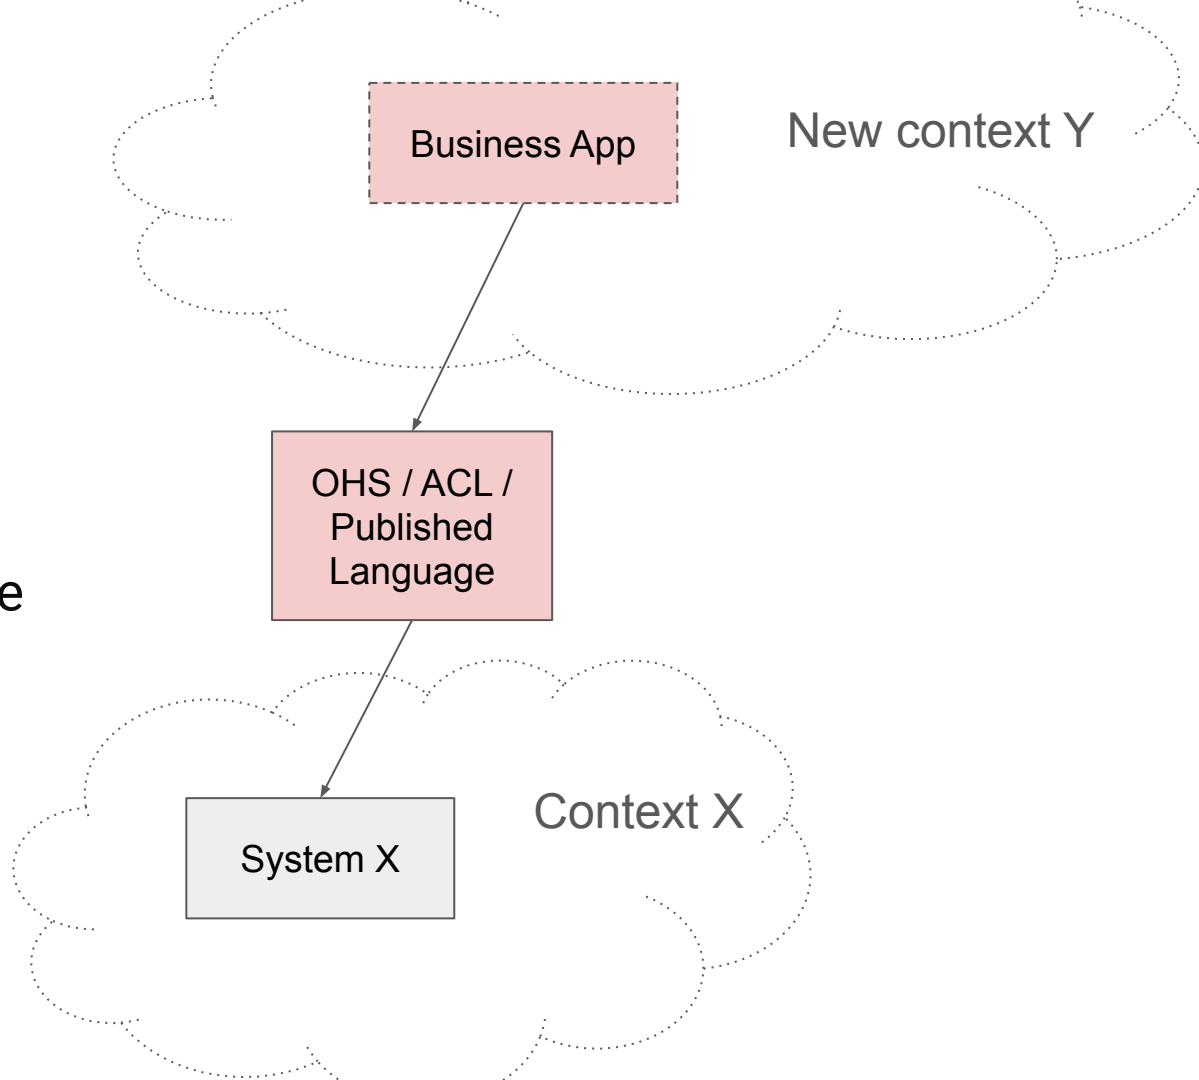 Business App
New context Y
OHS / ACL /
Published
Language
e
Context X
System X